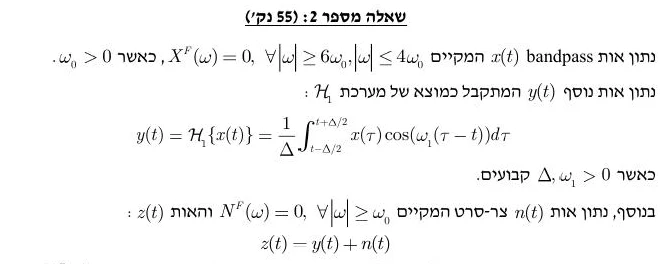 שאלה מספר 2: (55 נק')
נתון אות bandpass x(t) המקיים X^F(ω) = 0, ∀|ω| ≥ 6ω₀, |ω| ≤ 4ω₀, כאשר ω₀ > 0.
נתון אות נוסף y(t) המתקבל כמוצא של מערכת ℋ₁ :
y(t) = ℋ₁{x(t)} = 1/Δ ∫_{t−Δ/2}^{t+Δ/2} x(τ)cos(ω₁(τ − t))dτ
כאשר Δ, ω₁ > 0 קבועים.
בנוסף, נתון אות n(t) צר-סרט המקיים N^F(ω) = 0, ∀|ω| ≥ ω₀ והאות z(t) :
z(t) = y(t) + n(t)